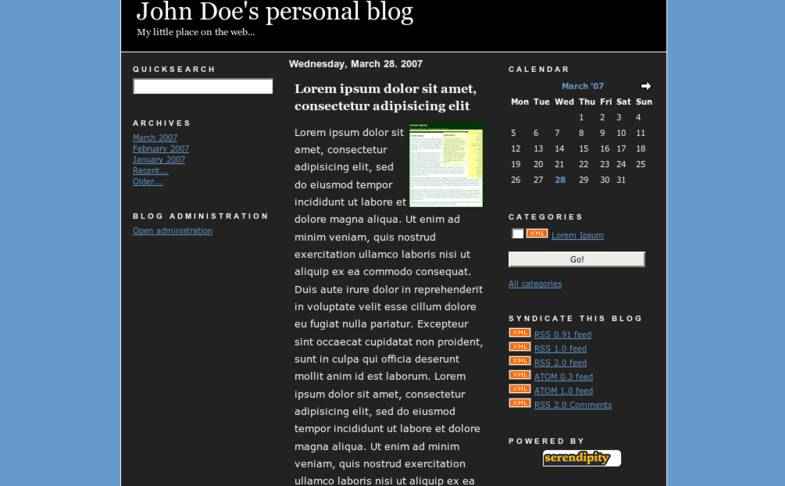 John Doe's personal blog
My little place on the web...
QUICKSEARCH
ARCHIVES
March 2007
February 2007
January 2007
Recent...
Older...
BLOG ADMINISTRATION
Open administration
Wednesday, March 28. 2007
Lorem ipsum dolor sit amet,
consectetur adipisicing elit
Lorem ipsum dolor sit
amet, consectetur
adipisicing elit, sed
do eiusmod tempor
incididunt ut labore et
dolore magna aliqua. Ut enim ad
minim veniam, quis nostrud
exercitation ullamco laboris nisi ut
aliquip ex ea commodo consequat.
Duis aute irure dolor in reprehenderit
in voluptate velit esse cillum dolore
eu fugiat nulla pariatur. Excepteur
sint occaecat cupidatat non proident,
sunt in culpa qui officia deserunt
mollit anim id est laborum. Lorem
ipsum dolor sit amet, consectetur
adipisicing elit, sed do eiusmod
tempor incididunt ut labore et dolore
magna aliqua. Ut enim ad minim
veniam, quis nostrud exercitation
ullamco laboris nisi ut aliquip ex ea
CALENDAR
March '07
Mon Tue Wed Thu Fri Sat Sun
1 2 3 4
5 6 7 8 9 10 11
12 13 14 15 16 17 18
19 20 21 22 23 24 25
26 27 28 29 30 31
CATEGORIES
XML Lorem Ipsum
Go!
All categories
SYNDICATE THIS BLOG
XML RSS 0.91 feed
XML RSS 1.0 feed
XML RSS 2.0 feed
XML ATOM 0.3 feed
XML ATOM 1.0 feed
XML RSS 2.0 Comments
POWERED BY
serendipity